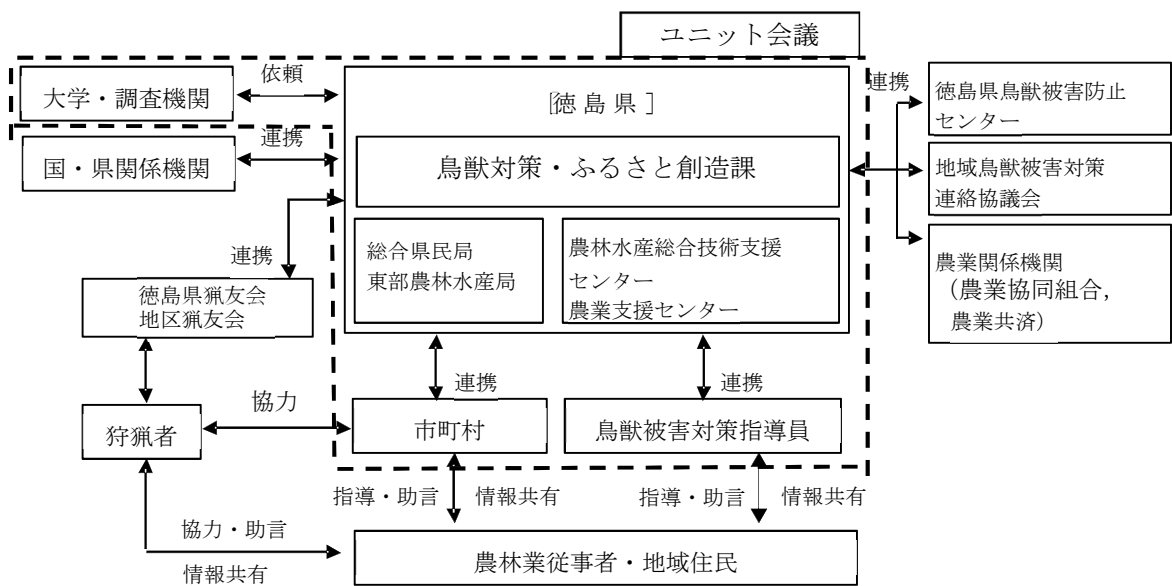 ユニット会議
大学・調査機関
依頼
[徳島県]
国・県関係機関
連携
鳥獣対策・ふるさと創造課
連携
徳島県鳥獣被害防止
センター
地域鳥獣被害対策
連絡協議会
農業関係機関
(農業協同組合,
農業共済)
総合県民局
東部農林水産局
農林水産総合技術支援
センター
農業支援センター
連携
徳島県猟友会
地区猟友会
連携
連携
狩猟者
協力
市町村
鳥獣被害対策指導員
指導・助言
情報共有
指導・助言
情報共有
協力・助言
情報共有
農林業従事者・地域住民